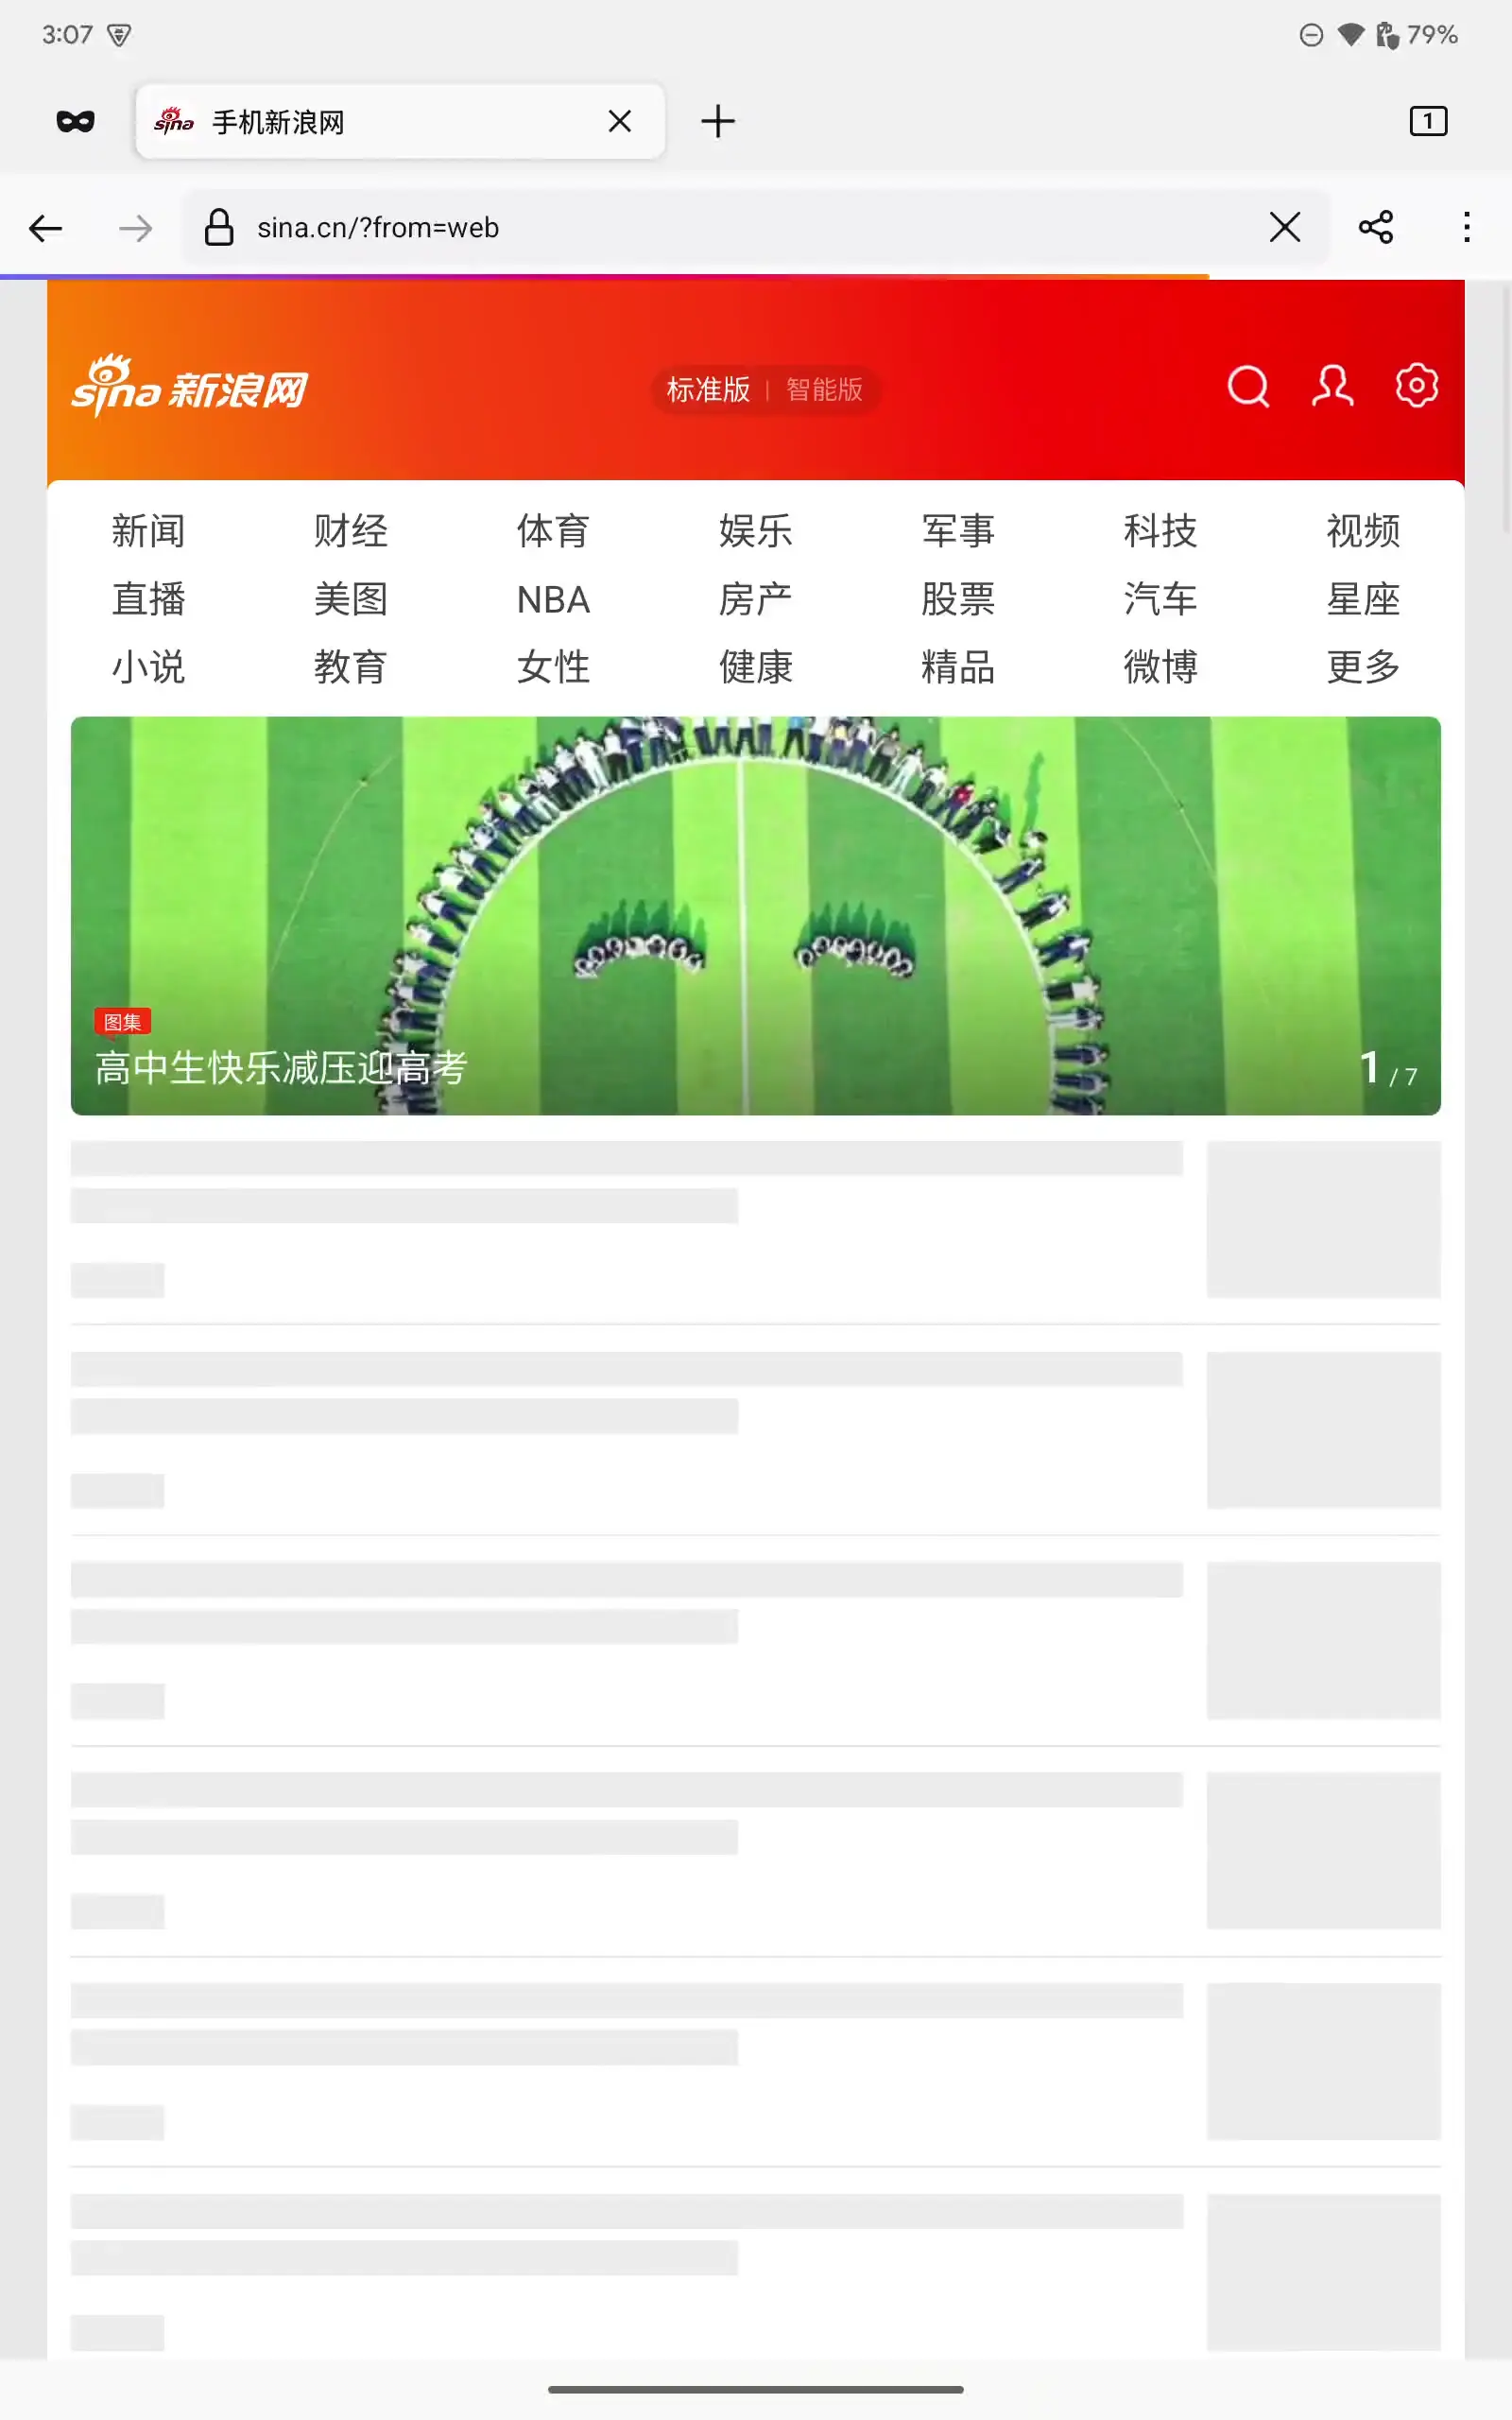 3:07
79%
sina 手机新浪网
1
sina.cn/?from=web
sina 新浪网
标准版 | 智能版
新闻 财经 体育 娱乐 军事 科技 视频
直播 美图 NBA 房产 股票 汽车 星座
小说 教育 女性 健康 精品 微博 更多
图集
高中生快乐减压迎高考
1 / 7